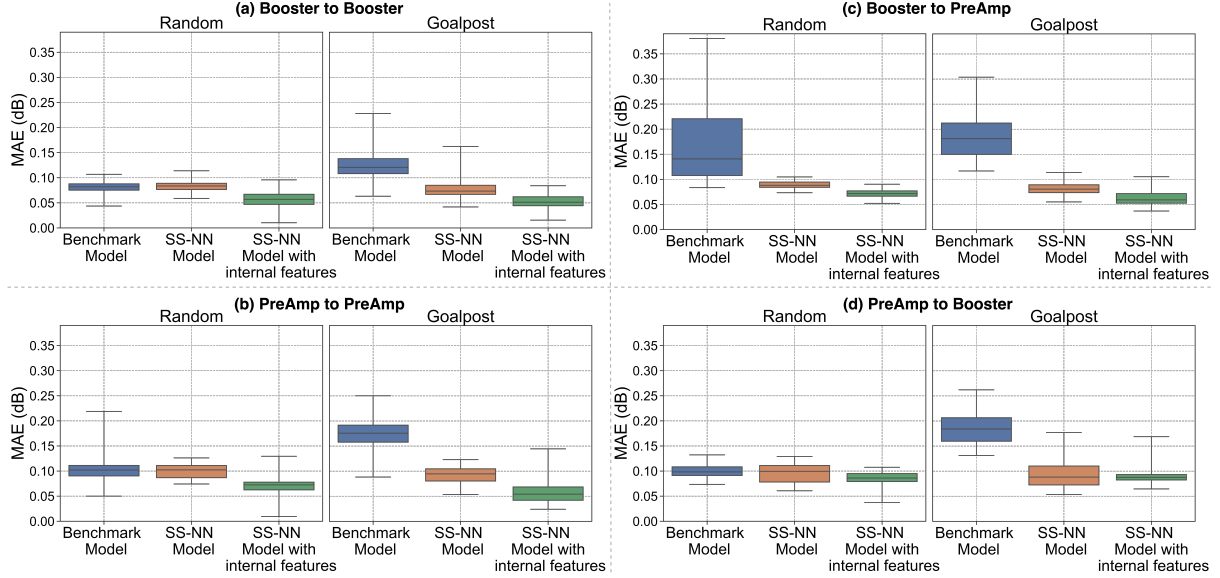 (a) Booster to Booster
Random
Goalpost
MAE (dB)
0.35
0.30
0.25
0.20
0.15
0.10
0.05
0.00
Benchmark
Model
SS-NN
Model
SS-NN
Model with
internal features
Benchmark
Model
SS-NN
Model
SS-NN
Model with
internal features
(c) Booster to PreAmp
Random
Goalpost
MAE (dB)
0.35
0.30
0.25
0.20
0.15
0.10
0.05
0.00
Benchmark
Model
SS-NN
Model
SS-NN
Model with
internal features
Benchmark
Model
SS-NN
Model
SS-NN
Model with
internal features
(b) PreAmp to PreAmp
Random
Goalpost
MAE (dB)
0.35
0.30
0.25
0.20
0.15
0.10
0.05
0.00
Benchmark
Model
SS-NN
Model
SS-NN
Model with
internal features
Benchmark
Model
SS-NN
Model
SS-NN
Model with
internal features
(d) PreAmp to Booster
Random
Goalpost
MAE (dB)
0.35
0.30
0.25
0.20
0.15
0.10
0.05
0.00
Benchmark
Model
SS-NN
Model
SS-NN
Model with
internal features
Benchmark
Model
SS-NN
Model
SS-NN
Model with
internal features